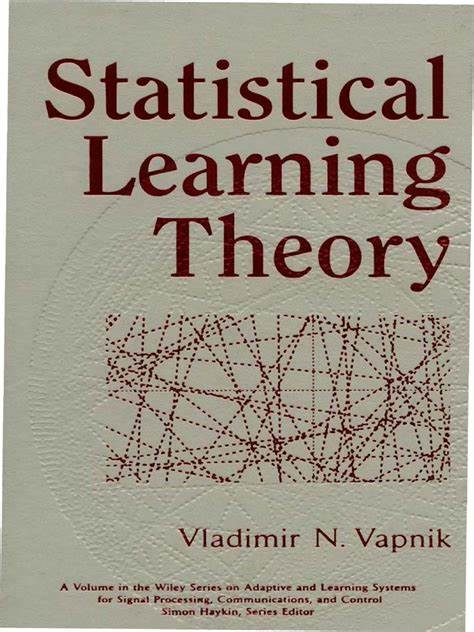 Statistical
Learning
Theory
Vladimir N. Vapnik
A Volume in the Wiley Series on Adaptive and Learning Systems
for Signal Processing, Communications, and Control
Simon Haykin, Series Editor